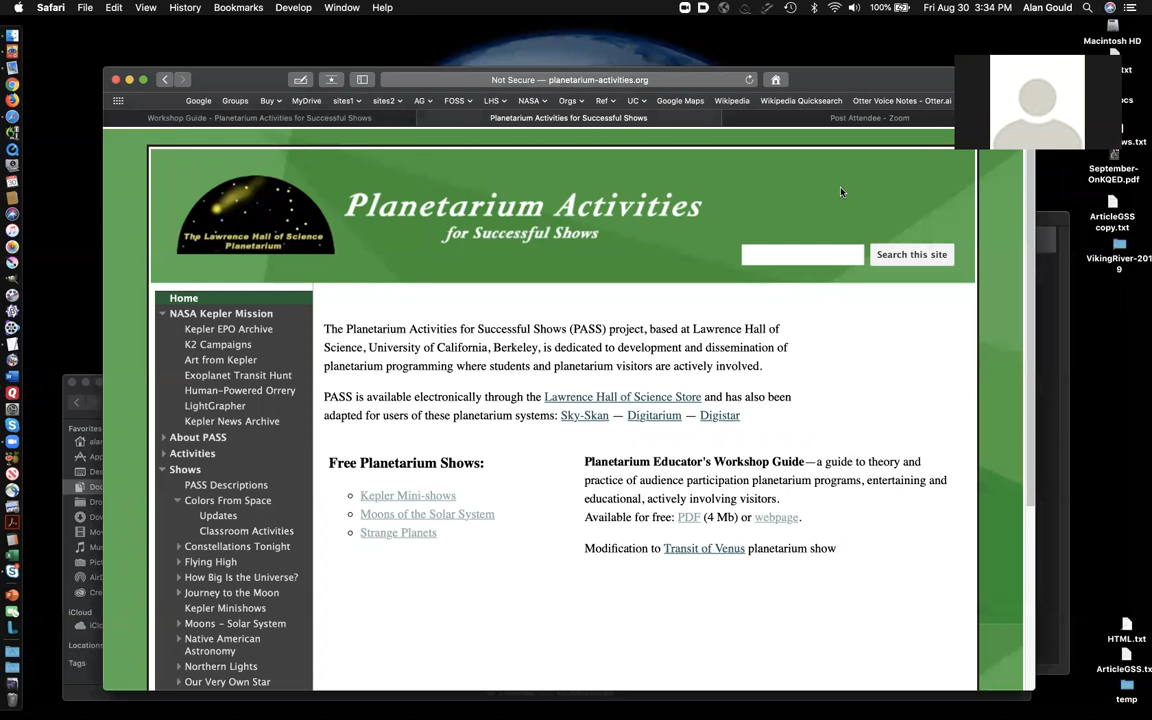 Safari File Edit View History Bookmarks Develop Window Help 100% Fri Aug 30 3:34 PM Alan Gould
Macintosh HD
Not Secure — planetarium-activities.org
Google Groups Buy MyDrive sites1 sites2 AG FOSS LHS NASA Orgs Ref UC Google Maps Wikipedia Wikipedia Quicksearch Otter Voice Notes - Otter.ai
Workshop Guide - Planetarium Activities for Successful Shows Planetarium Activities for Successful Shows Post Attendee - Zoom
September-
OnKQED.pdf
ArticleGSS
copy.txt
VikingRiver-201
9
The Lawrence Hall of Science
Planetarium
Planetarium Activities
for Successful Shows
Search this site
Home
NASA Kepler Mission
Kepler EPO Archive
K2 Campaigns
Art from Kepler
Exoplanet Transit Hunt
Human-Powered Orrery
LightGrapher
Kepler News Archive
About PASS
Activities
Shows
PASS Descriptions
Colors From Space
Updates
Classroom Activities
Constellations Tonight
Flying High
How Big Is the Universe?
Journey to the Moon
Kepler Minishows
Moons - Solar System
Native American
Astronomy
Northern Lights
Our Very Own Star
The Planetarium Activities for Successful Shows (PASS) project, based at Lawrence Hall of
Science, University of California, Berkeley, is dedicated to development and dissemination of
planetarium programming where students and planetarium visitors are actively involved.
PASS is available electronically through the Lawrence Hall of Science Store and has also been
adapted for users of these planetarium systems: Sky-Skan — Digitarium — Digistar
Free Planetarium Shows:
Kepler Mini-shows
Moons of the Solar System
Strange Planets
Planetarium Educator's Workshop Guide—a guide to theory and
practice of audience participation planetarium programs, entertaining and
educational, actively involving visitors.
Available for free: PDF (4 Mb) or webpage.
Modification to Transit of Venus planetarium show
Favorites
iCloud
Locations
Tags
HTML.txt
ArticleGSS.tx
temp